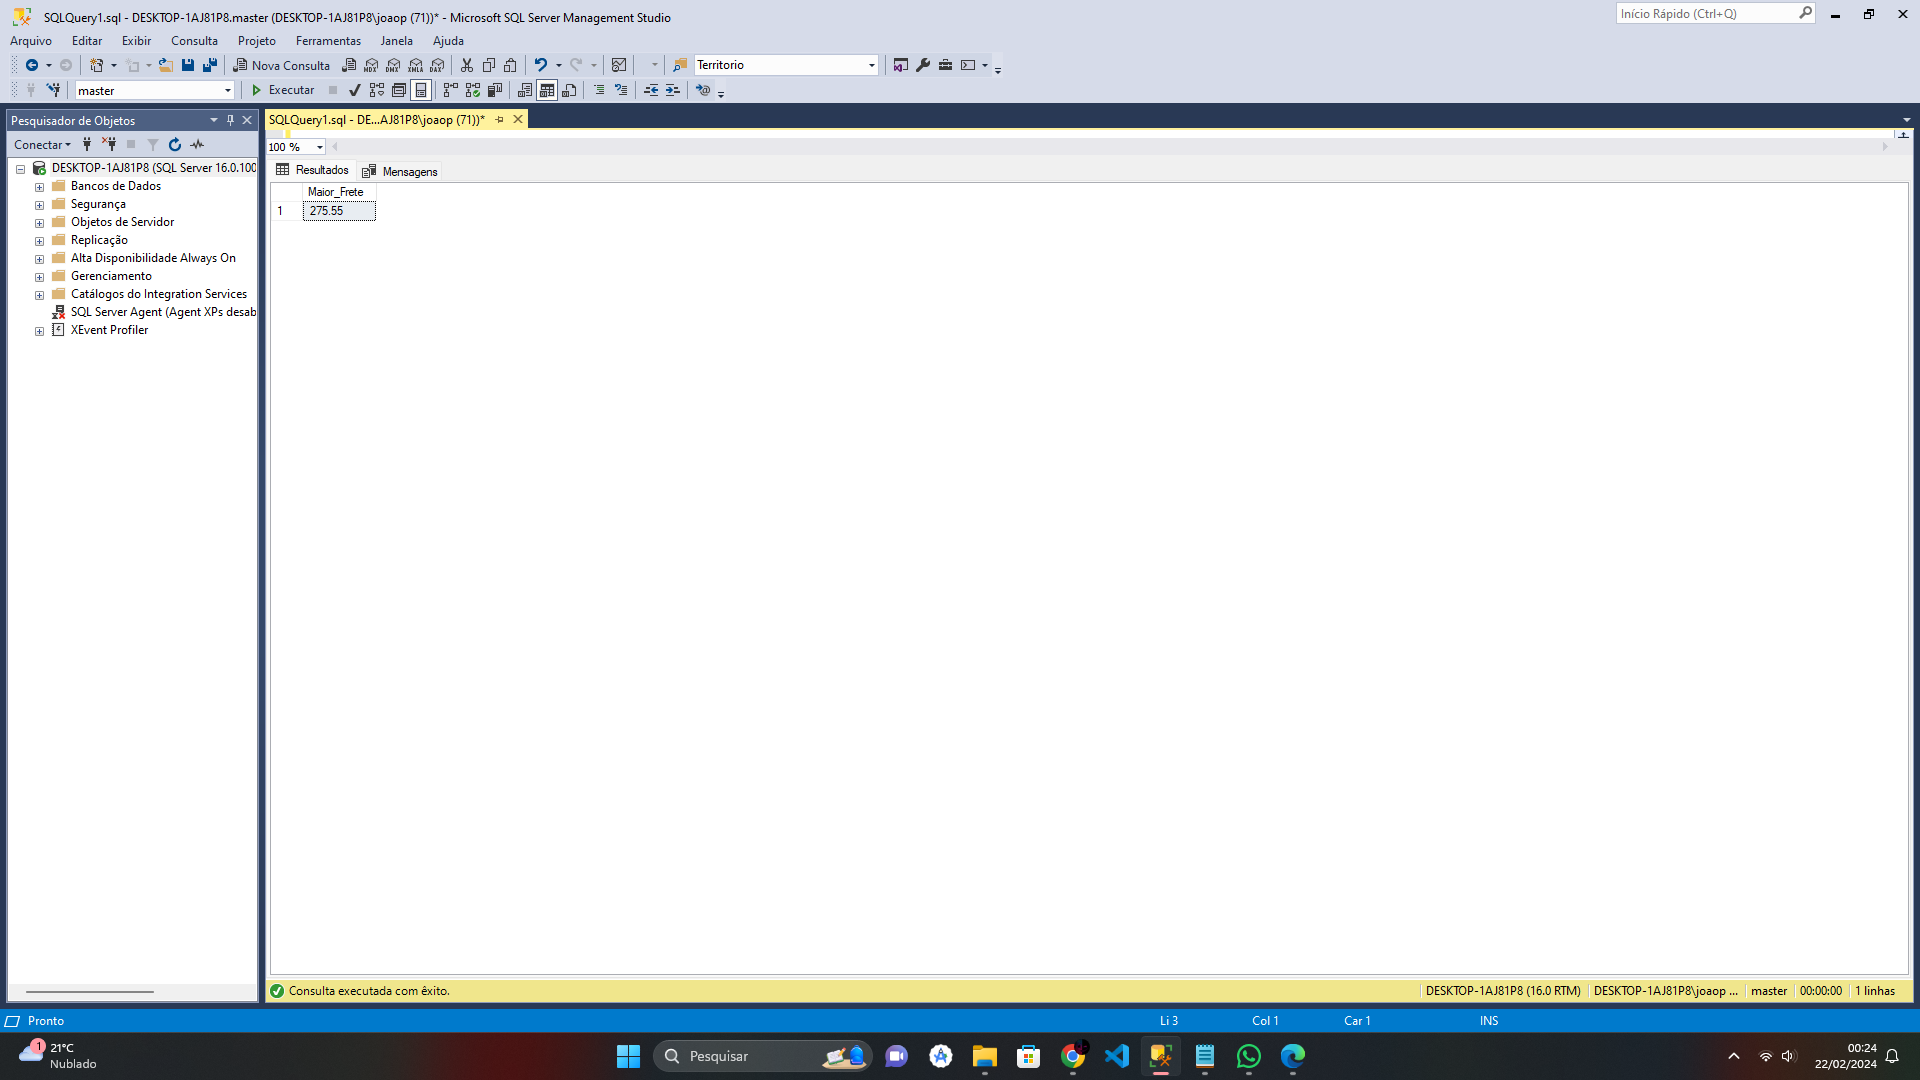 SQLQuery1.sql - DESKTOP-1AJ81P8.master (DESKTOP-1AJ81P8\joaop (71))* - Microsoft SQL Server Management Studio
Início Rápido (Ctrl+Q)
Arquivo Editar Exibir Consulta Projeto Ferramentas Janela Ajuda
Nova Consulta MDX DMX XMLA DAX Territorio
master Executar
Pesquisador de Objetos
SQLQuery1.sql - DE...AJ81P8\joaop (71))*
Conectar
100 %
DESKTOP-1AJ81P8 (SQL Server 16.0.100
Bancos de Dados
Segurança
Objetos de Servidor
Replicação
Alta Disponibilidade Always On
Gerenciamento
Catálogos do Integration Services
SQL Server Agent (Agent XPs desab
XEvent Profiler
Resultados Mensagens
Maior_Frete
1 275.55
Consulta executada com êxito.
DESKTOP-1AJ81P8 (16.0 RTM) DESKTOP-1AJ81P8\joaop ... master 00:00:00 1 linhas
Pronto Li 3 Col 1 Car 1 INS
1
21°C
Nublado
Pesquisar
00:24
22/02/2024